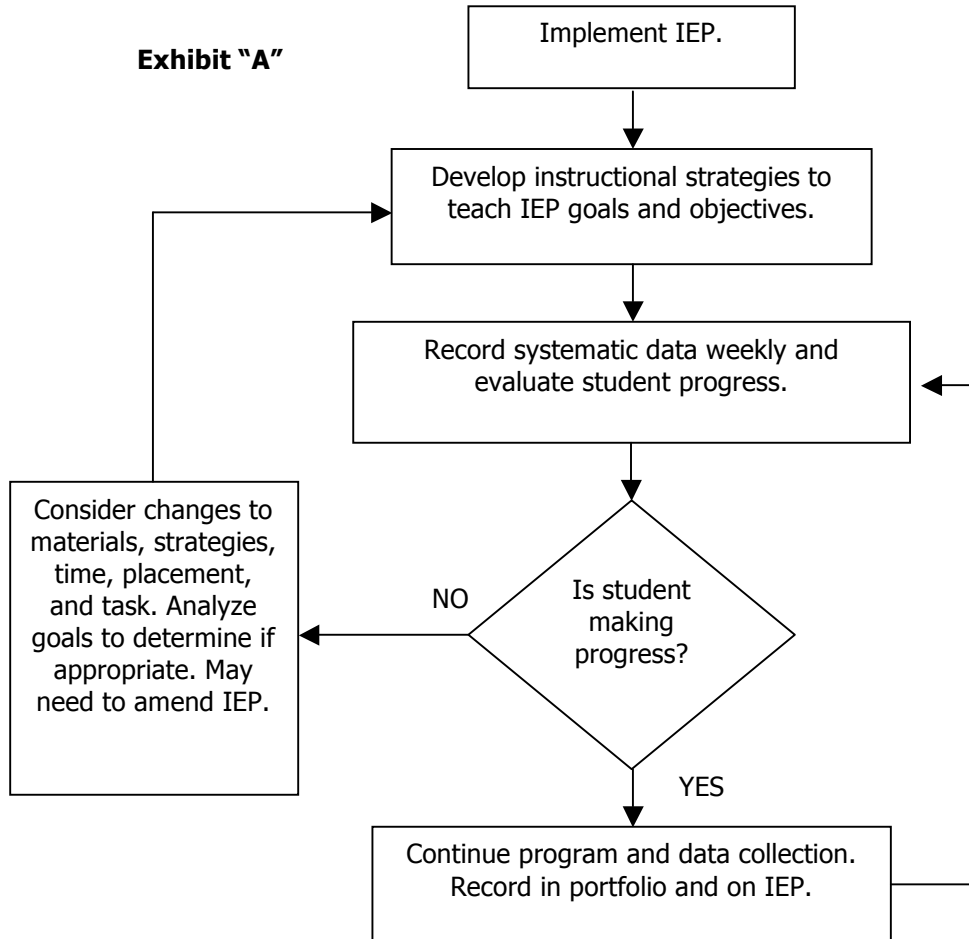 Exhibit “A”
Implement IEP.
Develop instructional strategies to
teach IEP goals and objectives.
Record systematic data weekly and
evaluate student progress.
Consider changes to
materials, strategies,
time, placement,
and task. Analyze
goals to determine if
appropriate. May
need to amend IEP.
NO
Is student
making
progress?
YES
Continue program and data collection.
Record in portfolio and on IEP.